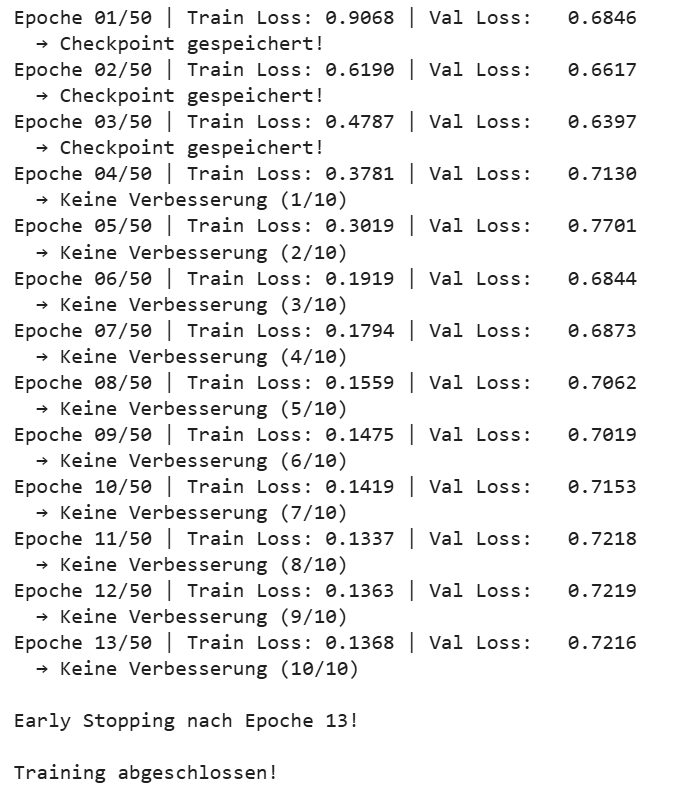 Epoche 01/50 | Train Loss: 0.9068 | Val Loss:   0.6846
  → Checkpoint gespeichert!
Epoche 02/50 | Train Loss: 0.6190 | Val Loss:   0.6617
  → Checkpoint gespeichert!
Epoche 03/50 | Train Loss: 0.4787 | Val Loss:   0.6397
  → Checkpoint gespeichert!
Epoche 04/50 | Train Loss: 0.3781 | Val Loss:   0.7130
  → Keine Verbesserung (1/10)
Epoche 05/50 | Train Loss: 0.3019 | Val Loss:   0.7701
  → Keine Verbesserung (2/10)
Epoche 06/50 | Train Loss: 0.1919 | Val Loss:   0.6844
  → Keine Verbesserung (3/10)
Epoche 07/50 | Train Loss: 0.1794 | Val Loss:   0.6873
  → Keine Verbesserung (4/10)
Epoche 08/50 | Train Loss: 0.1559 | Val Loss:   0.7062
  → Keine Verbesserung (5/10)
Epoche 09/50 | Train Loss: 0.1475 | Val Loss:   0.7019
  → Keine Verbesserung (6/10)
Epoche 10/50 | Train Loss: 0.1419 | Val Loss:   0.7153
  → Keine Verbesserung (7/10)
Epoche 11/50 | Train Loss: 0.1337 | Val Loss:   0.7218
  → Keine Verbesserung (8/10)
Epoche 12/50 | Train Loss: 0.1363 | Val Loss:   0.7219
  → Keine Verbesserung (9/10)
Epoche 13/50 | Train Loss: 0.1368 | Val Loss:   0.7216
  → Keine Verbesserung (10/10)

Early Stopping nach Epoche 13!

Training abgeschlossen!